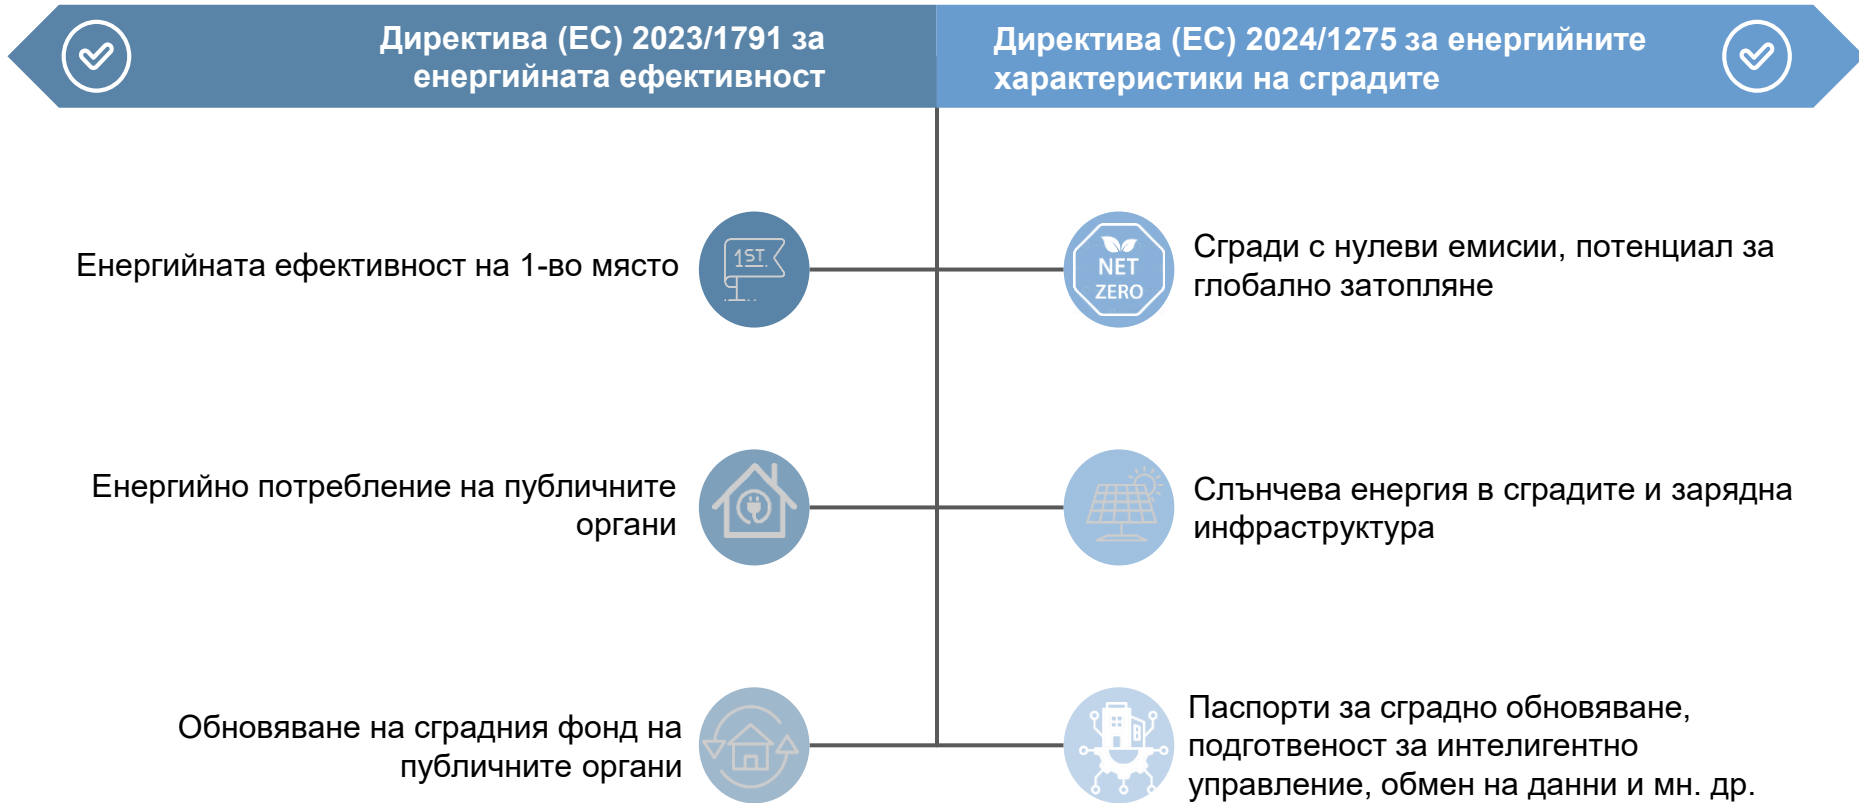 Директива (ЕС) 2023/1791 за
енергийната ефективност
Директива (ЕС) 2024/1275 за енергийните
характеристики на сградите
Енергийната ефективност на 1-во място
1ST
NET
ZERO
Сгради с нулеви емисии, потенциал за
глобално затопляне
Енергийно потребление на публичните
органи
Слънчева енергия в сградите и зарядна
инфраструктура
Обновяване на сградния фонд на
публичните органи
Паспорти за сградно обновяване,
подготвеност за интелигентно
управление, обмен на данни и мн. др.